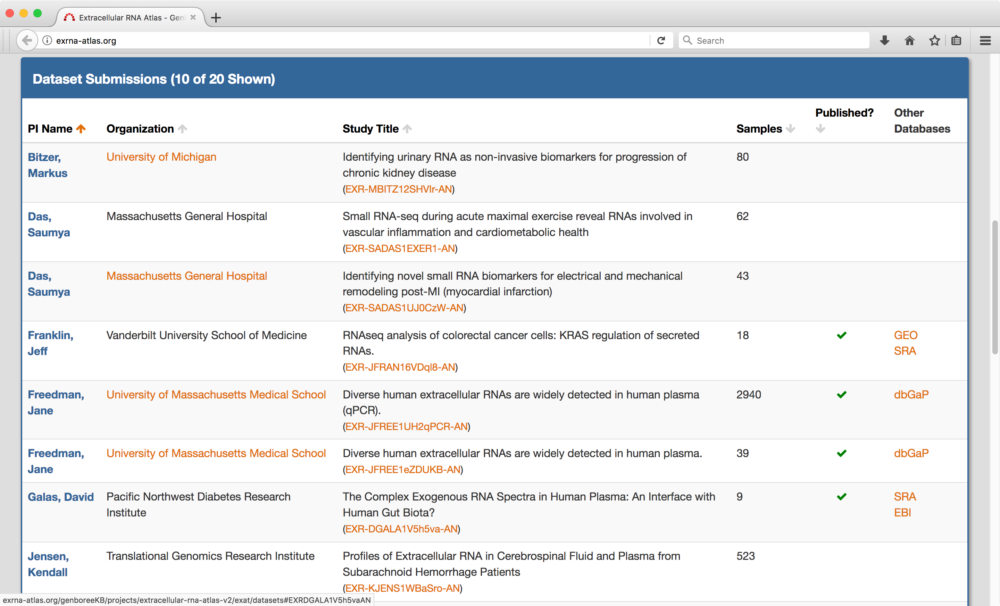 Extracellular RNA Atlas - Gen
exrna-atlas.org
Search
Dataset Submissions (10 of 20 Shown)
PI Name
Organization
Study Title
Samples
Published?
Other
Databases
Bitzer,
Markus
University of Michigan
Identifying urinary RNA as non-invasive biomarkers for progression of
chronic kidney disease
(EXR-MBITZ12SHVIr-AN)
80
Das,
Saumya
Massachusetts General Hospital
Small RNA-seq during acute maximal exercise reveal RNAs involved in
vascular inflammation and cardiometabolic health
(EXR-SADAS1EXER1-AN)
62
Das,
Saumya
Massachusetts General Hospital
Identifying novel small RNA biomarkers for electrical and mechanical
remodeling post-MI (myocardial infarction)
(EXR-SADAS1UJ0CzW-AN)
43
Franklin,
Jeff
Vanderbilt University School of Medicine
RNAseq analysis of colorectal cancer cells: KRAS regulation of secreted
RNAs.
(EXR-JFRAN16VDql8-AN)
18
GEO
SRA
Freedman,
Jane
University of Massachusetts Medical School
Diverse human extracellular RNAs are widely detected in human plasma
(qPCR).
(EXR-JFREE1UH2qPCR-AN)
2940
dbGaP
Freedman,
Jane
University of Massachusetts Medical School
Diverse human extracellular RNAs are widely detected in human plasma.
(EXR-JFREE1eZDUKB-AN)
39
dbGaP
Galas, David
Pacific Northwest Diabetes Research
Institute
The Complex Exogenous RNA Spectra in Human Plasma: An Interface with
Human Gut Biota?
(EXR-DGALA1V5h5va-AN)
9
SRA
EBI
Jensen,
Kendall
Translational Genomics Research Institute
Profiles of Extracellular RNA in Cerebrospinal Fluid and Plasma from
Subarachnoid Hemorrhage Patients
(EXR-KJENS1WBaSro-AN)
523
exrna-atlas.org/genboreeKB/projects/extracellular-rna-atlas-v2/exat/datasets#EXRDGALA1V5h5vaAN